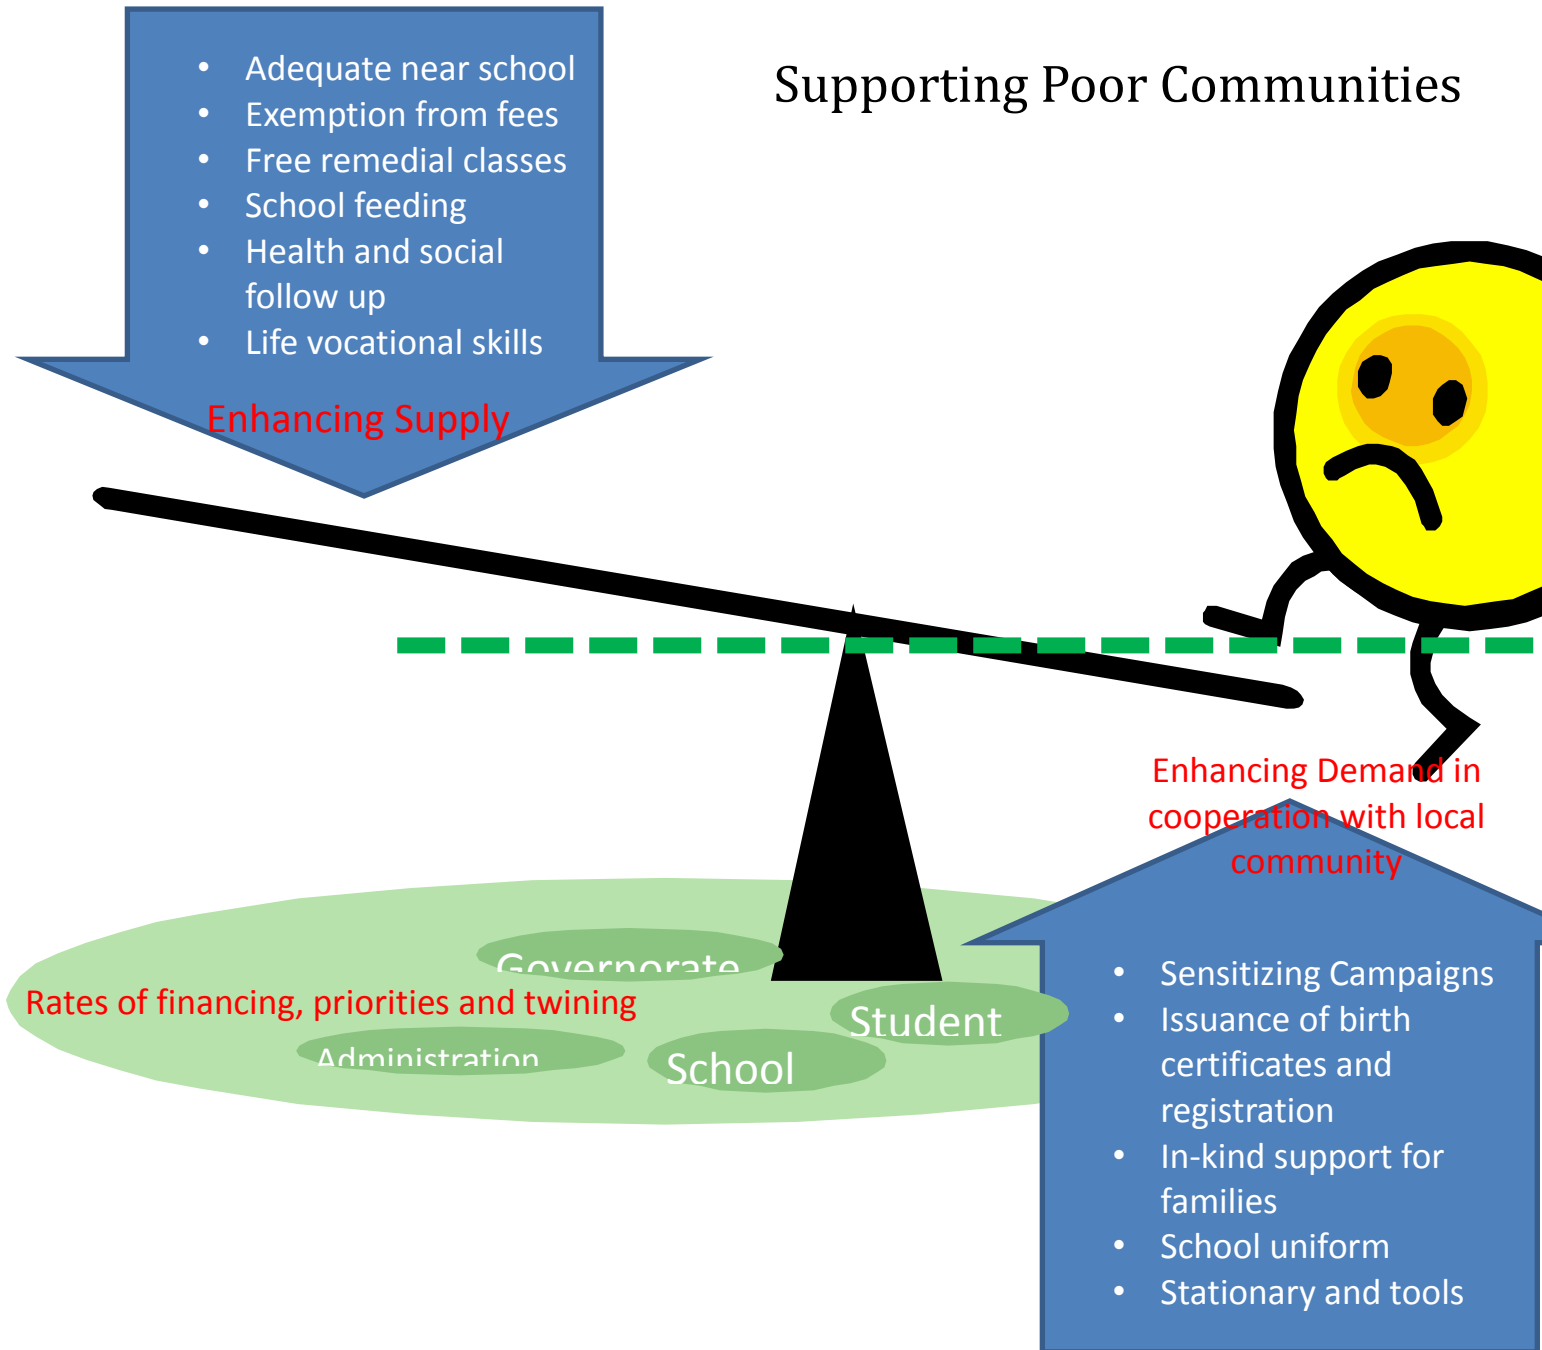 Supporting Poor Communities
• Adequate near school
• Exemption from fees
• Free remedial classes
• School feeding
• Health and social
follow up
• Life vocational skills
Enhancing Supply
Enhancing Demand in
cooperation with local
community
Governorate
Rates of financing, priorities and twining
Student
Administration
School
• Sensitizing Campaigns
• Issuance of birth
certificates and
registration
• In-kind support for
families
• School uniform
• Stationary and tools